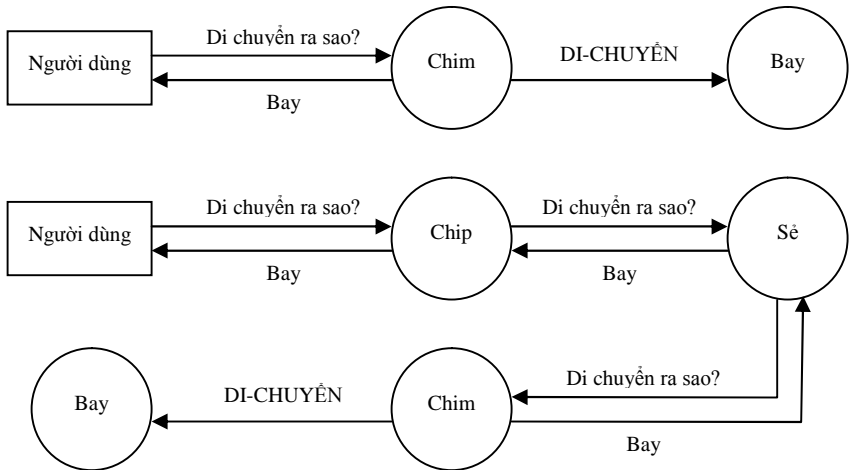 Di chuyển ra sao?
Người dùng
Chim
DI-CHUYỂN
Bay
Bay
Di chuyển ra sao?
Di chuyển ra sao?
Người dùng
Chip
Sẻ
Bay
Bay
Di chuyển ra sao?
Bay
DI-CHUYỂN
Chim
Bay